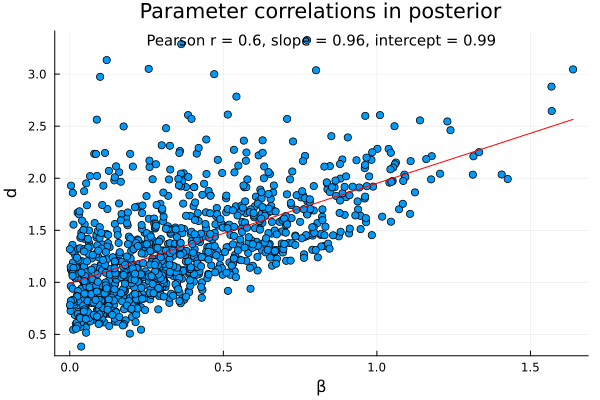 Parameter correlations in posterior
Pearson r = 0.6, slope = 0.96, intercept = 0.99
d
3.0
2.5
2.0
1.5
1.0
0.5
0.0
0.5
1.0
1.5
β